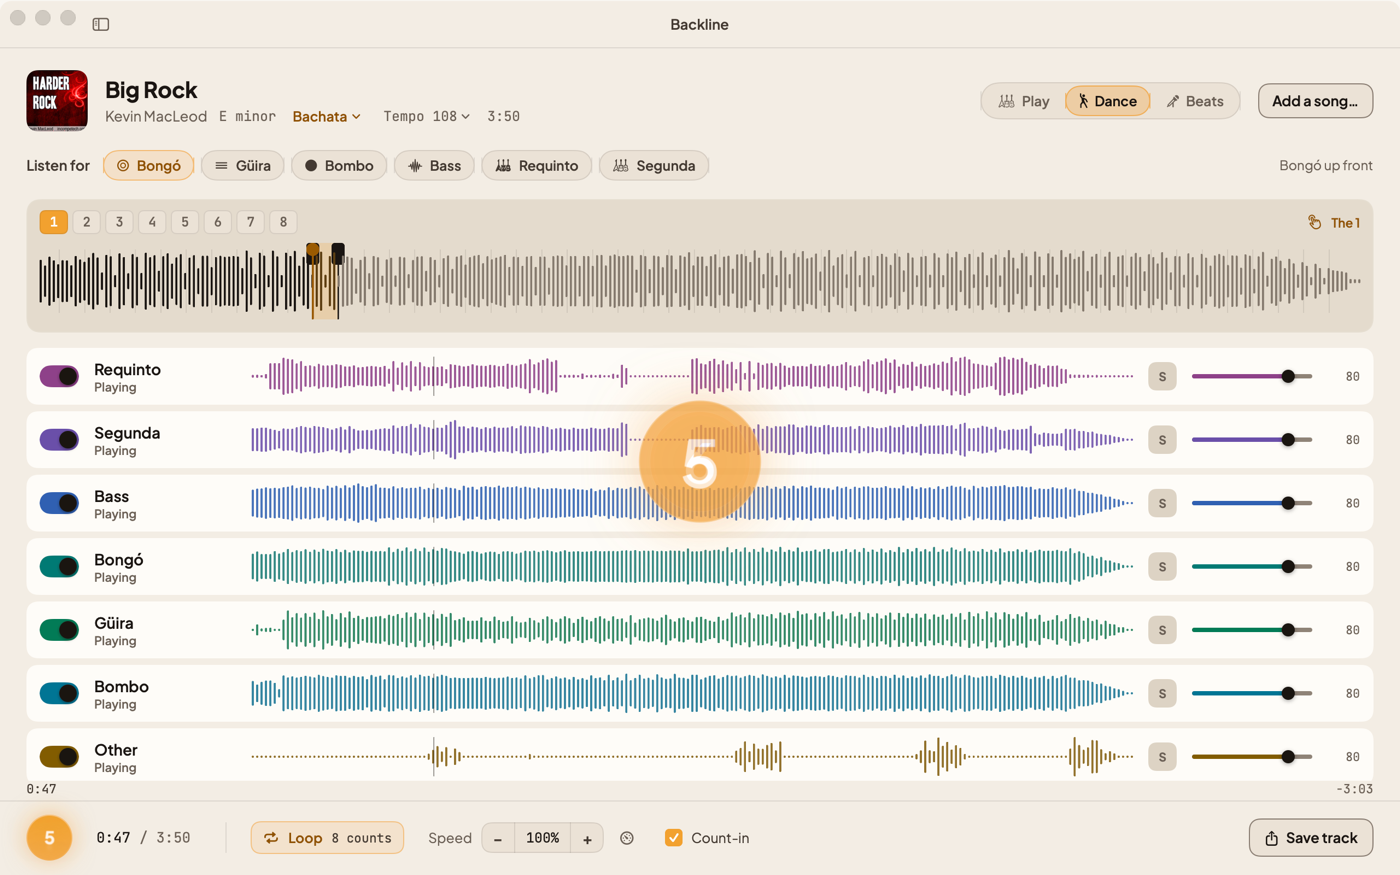 Backline
HARDER
ROCK
Big Rock
Kevin MacLeod E minor Bachata Tempo 108 3:50
Play Dance Beats
Add a song…
Listen for Bongó Güira Bombo Bass Requinto Segunda
Bongó up front
1 2 3 4 5 6 7 8
The 1
Requinto
Playing
S 80
Segunda
Playing
S 80
5
Bass
Playing
S 80
Bongó
Playing
S 80
Güira
Playing
S 80
Bombo
Playing
S 80
Other
Playing
S 80
0:47 -3:03
5 0:47 / 3:50 Loop 8 counts Speed - 100% + Count-in Save track